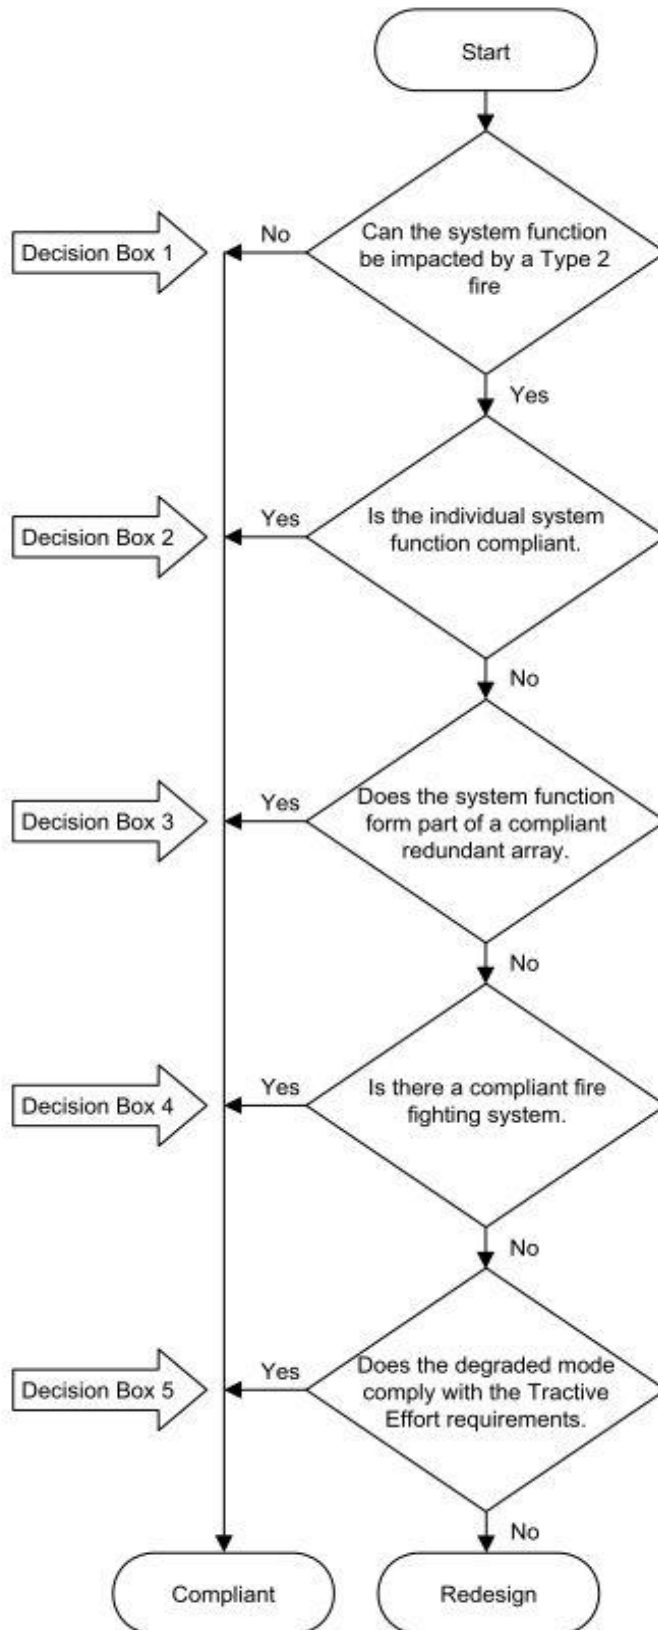 Start
Decision Box 1
No
Can the system function
be impacted by a Type 2
fire
Yes
Decision Box 2
Yes
Is the individual system
function compliant.
No
Decision Box 3
Yes
Does the system function
form part of a compliant
redundant array.
No
Decision Box 4
Yes
Is there a compliant fire
fighting system.
No
Decision Box 5
Yes
Does the degraded mode
comply with the Tractive
Effort requirements.
No
Compliant
Redesign